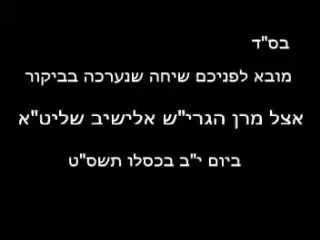 בס"ד
מובא לפניכם שיחה שנערכה בביקור
אצל מרן הגרי"ש אלישיב שליט"א
ביום י"ב בכסלו תשס"ט